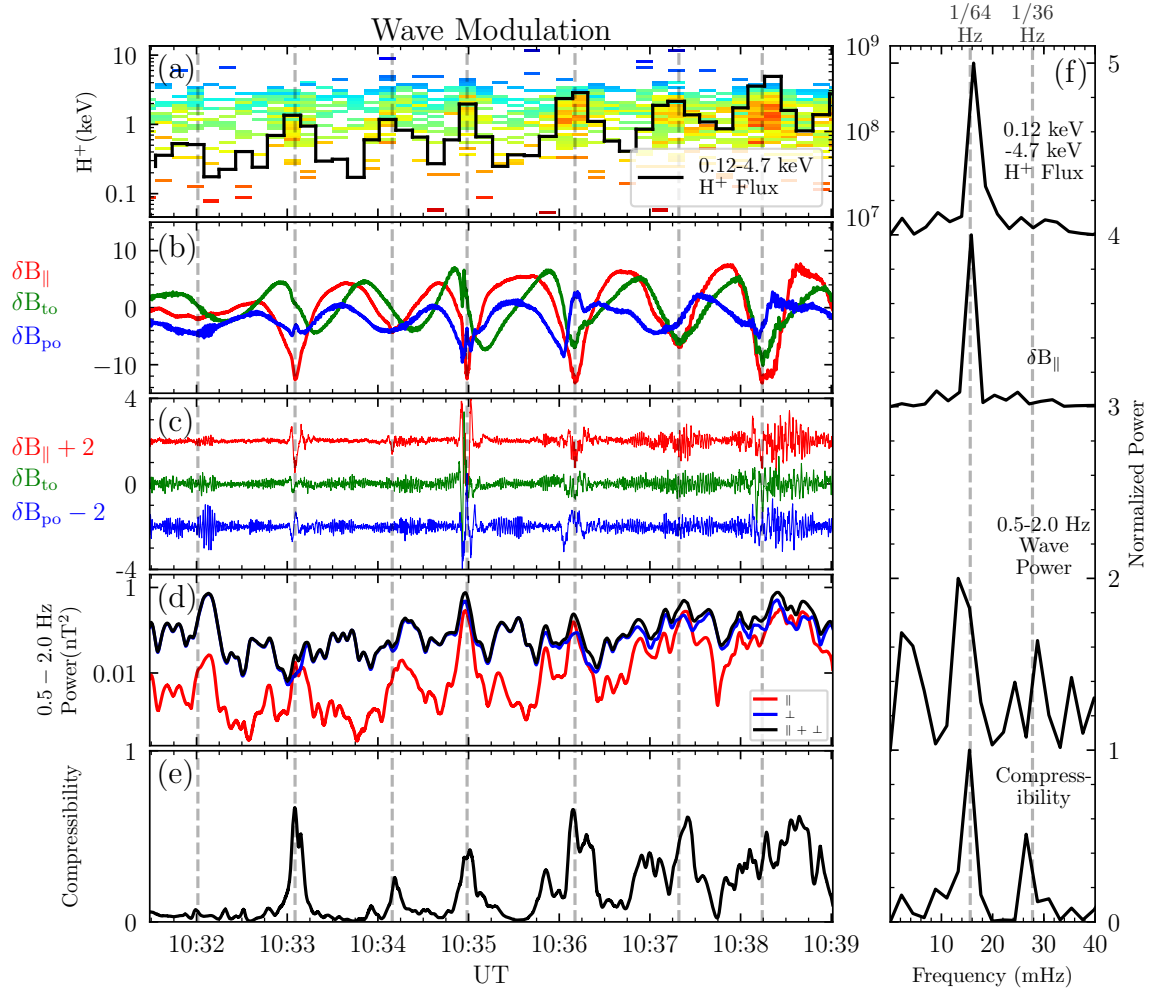 Wave Modulation
1/64
Hz
1/36
Hz
(a)
H⁺(keV)
10
1
0.1
10⁹
10⁸
10⁷
0.12-4.7 keV
H⁺ Flux
(b)
δB∥
δBto
δBpo
10
0
−10
(c)
δB∥ + 2
δBto
δBpo − 2
4
0
-4
(d)
0.5 − 2.0 Hz
Power(nT²)
1
0.01
∥
⊥
∥ + ⊥
(e)
Compressibility
1
0
10:32 10:33 10:34 10:35 10:36 10:37 10:38 10:39
UT
(f)
0.12 keV
-4.7 keV
H⁺ Flux
δB∥
0.5-2.0 Hz
Wave
Power
Compress-
ibility
5
4
3
2
1
0
Normalized Power
10 20 30 40
Frequency (mHz)